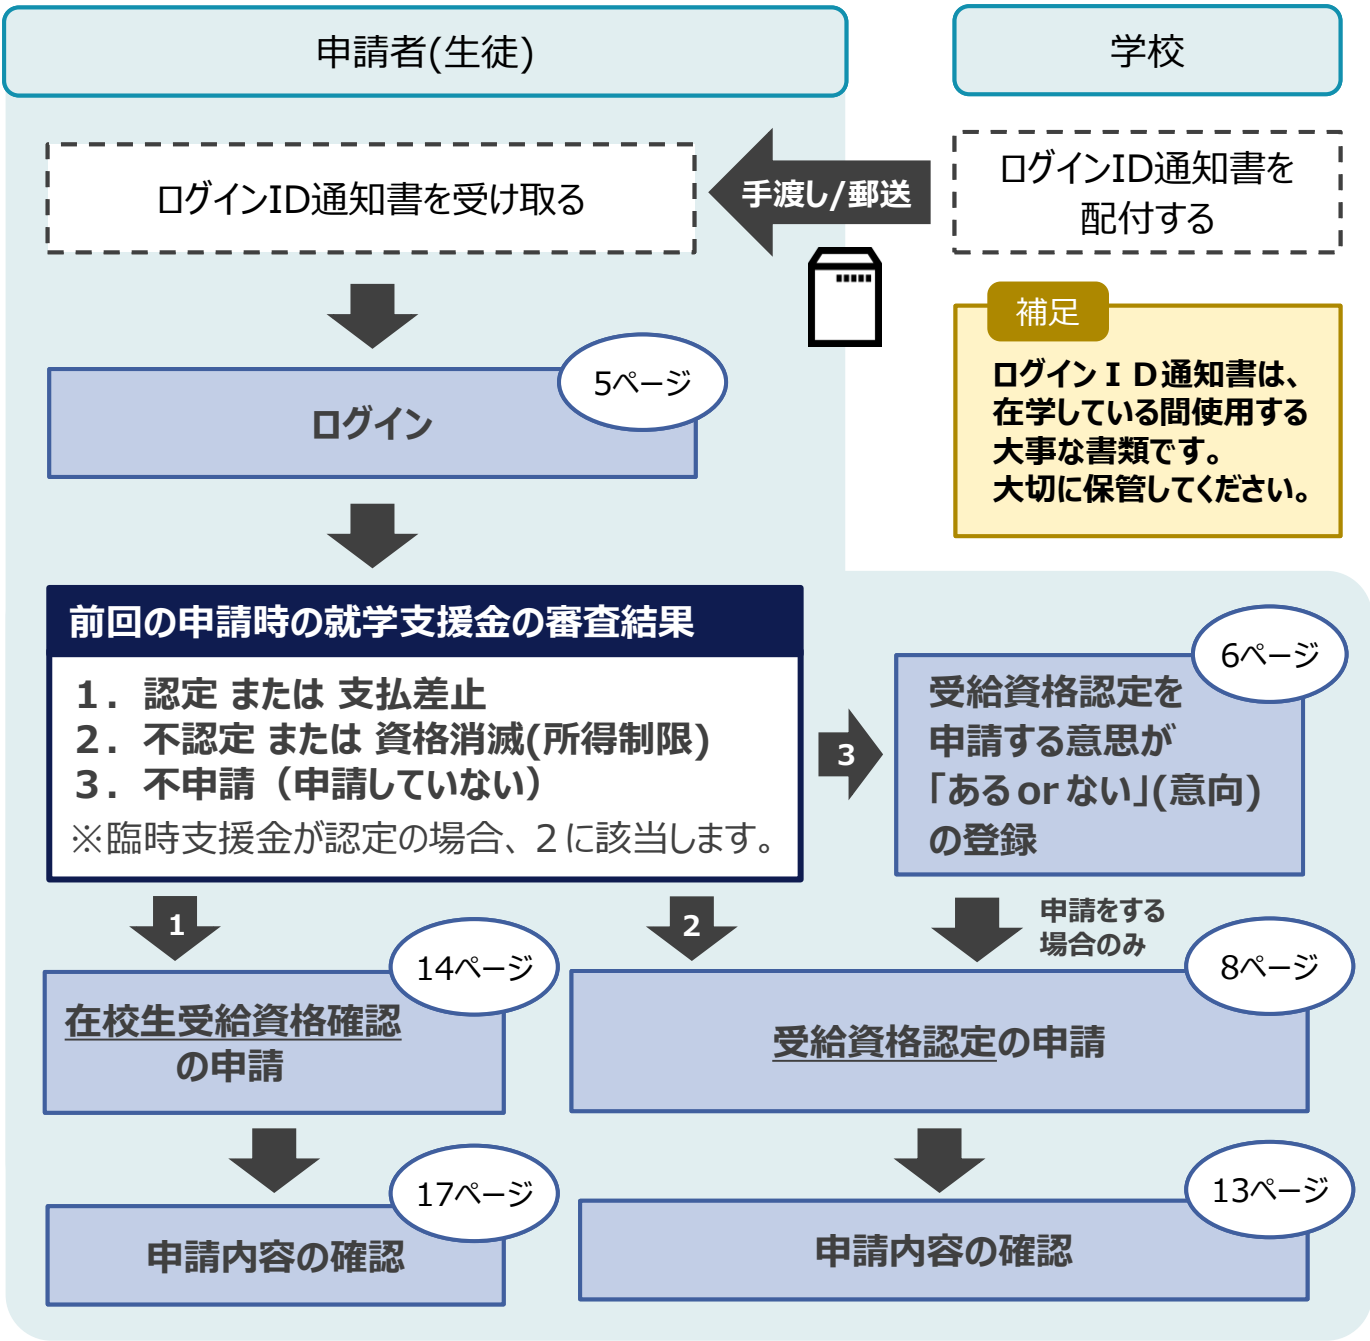 申請者(生徒)
学校
ログインID通知書を受け取る
手渡し/郵送
ログインID通知書を
配付する
補足
ログインＩＤ通知書は、
在学している間使用する
大事な書類です。
大切に保管してください。
5ページ
ログイン
前回の申請時の就学支援金の審査結果
１．認定 または 支払差止
２．不認定 または 資格消滅(所得制限)
３．不申請（申請していない）
※臨時支援金が認定の場合、２に該当します。
3
6ページ
受給資格認定を
申請する意思が
「あるorない」(意向)
の登録
1
2
申請をする
場合のみ
14ページ
在校生受給資格確認
の申請
8ページ
受給資格認定の申請
17ページ
申請内容の確認
13ページ
申請内容の確認